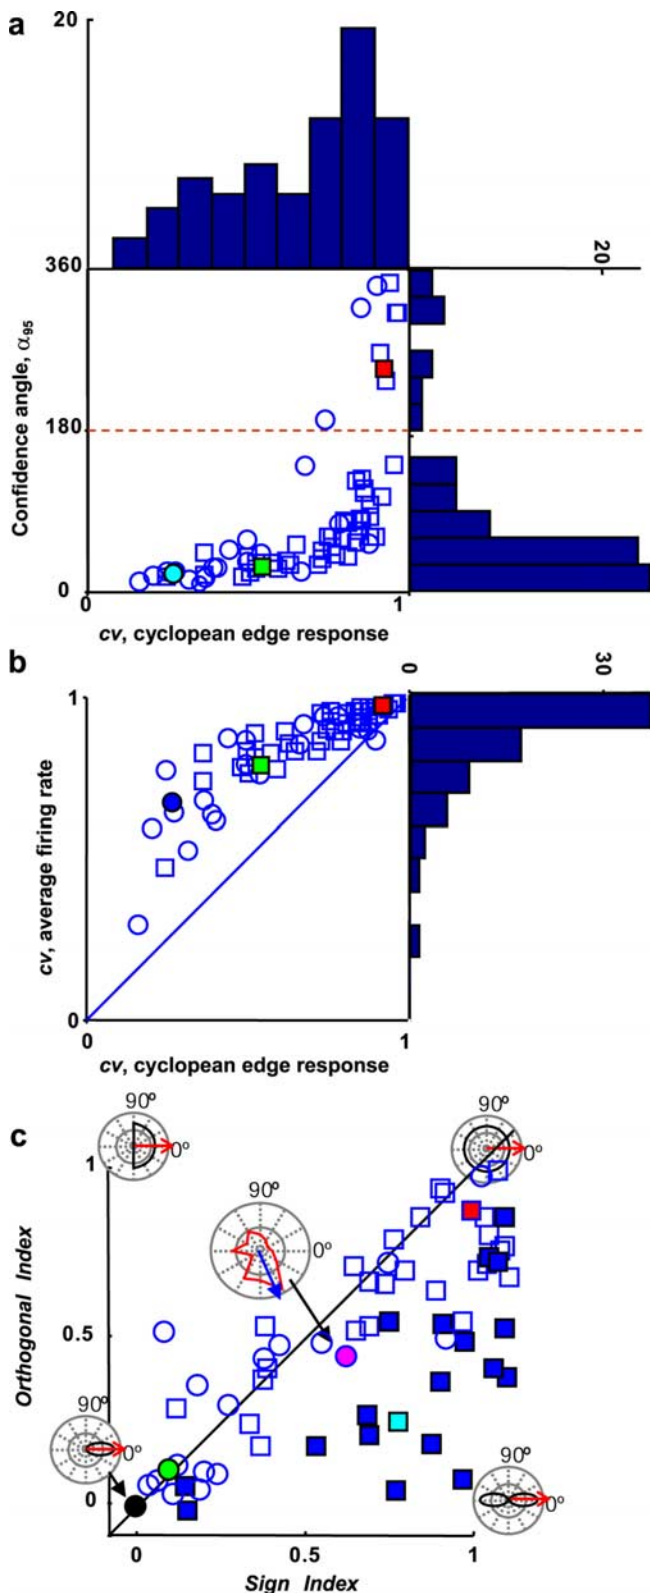 a
20
360
20
Confidence angle, α95
180
0
0
1
cv, cyclopean edge response
b
0
30
1
cv, average firing rate
0
0
1
cv, cyclopean edge response
c
90º
0º
90º
0º
1
90º
0º
Orthogonal Index
0.5
90º
0º
90º
0º
0
0
0.5
1
Sign Index